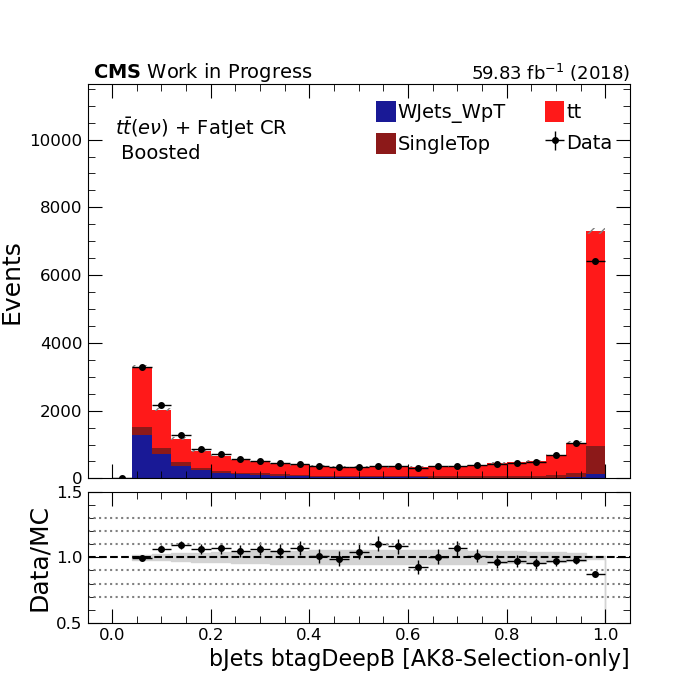 CMS Work in Progress 59.83 fb⁻¹ (2018)
tt̄(eν) + FatJet CR
Boosted
WJets_WpT tt
SingleTop Data
Events
10000
8000
6000
4000
2000
0
Data/MC
1.5
1.0
0.5
0.0 0.2 0.4 0.6 0.8 1.0
bJets btagDeepB [AK8-Selection-only]